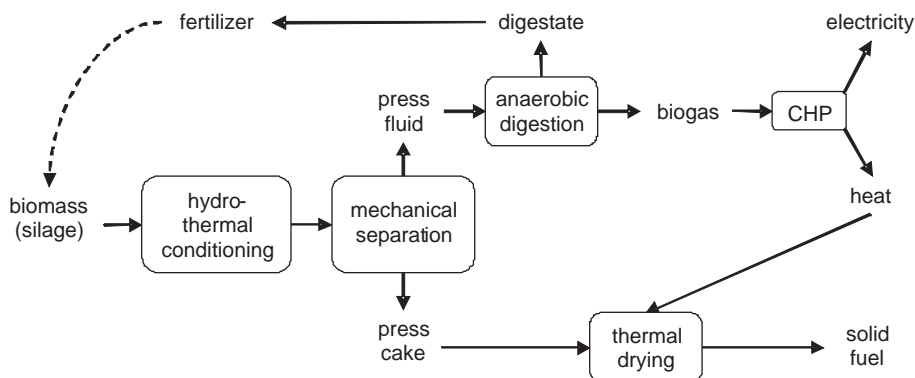 fertilizer
digestate
electricity
press
fluid
anaerobic
digestion
biogas
CHP
biomass
(silage)
hydro-
thermal
conditioning
mechanical
separation
heat
press
cake
thermal
drying
solid
fuel